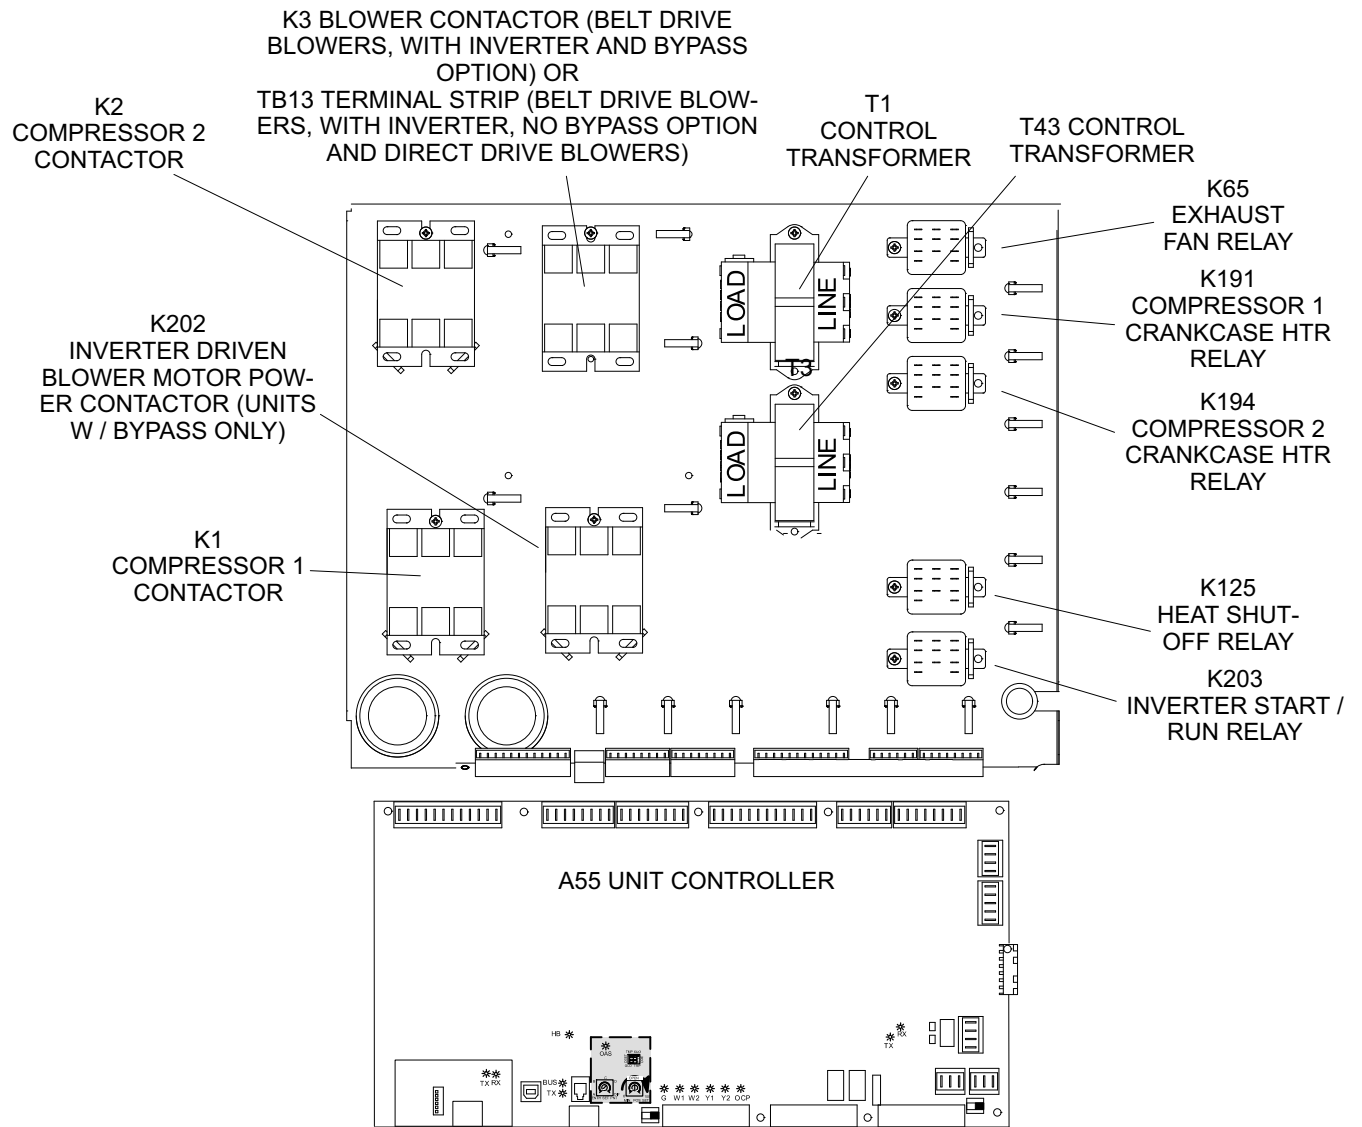 K3 BLOWER CONTACTOR (BELT DRIVE
BLOWERS, WITH INVERTER AND BYPASS
OPTION) OR
TB13 TERMINAL STRIP (BELT DRIVE BLOW-
ERS, WITH INVERTER, NO BYPASS OPTION
AND DIRECT DRIVE BLOWERS)
K2
COMPRESSOR 2
CONTACTOR
T1
CONTROL
TRANSFORMER
T43 CONTROL
TRANSFORMER
K65
EXHAUST
FAN RELAY
K191
COMPRESSOR 1
CRANKCASE HTR
RELAY
K194
COMPRESSOR 2
CRANKCASE HTR
RELAY
K202
INVERTER DRIVEN
BLOWER MOTOR POW-
ER CONTACTOR (UNITS
W / BYPASS ONLY)
K1
COMPRESSOR 1
CONTACTOR
LOAD
LINE
T3
LOAD
LINE
K125
HEAT SHUT-
OFF RELAY
K203
INVERTER START /
RUN RELAY
A55 UNIT CONTROLLER
HB
OAS
RX
TX
TX RX
BUS
TX
G W1 W2 Y1 Y2 OCP